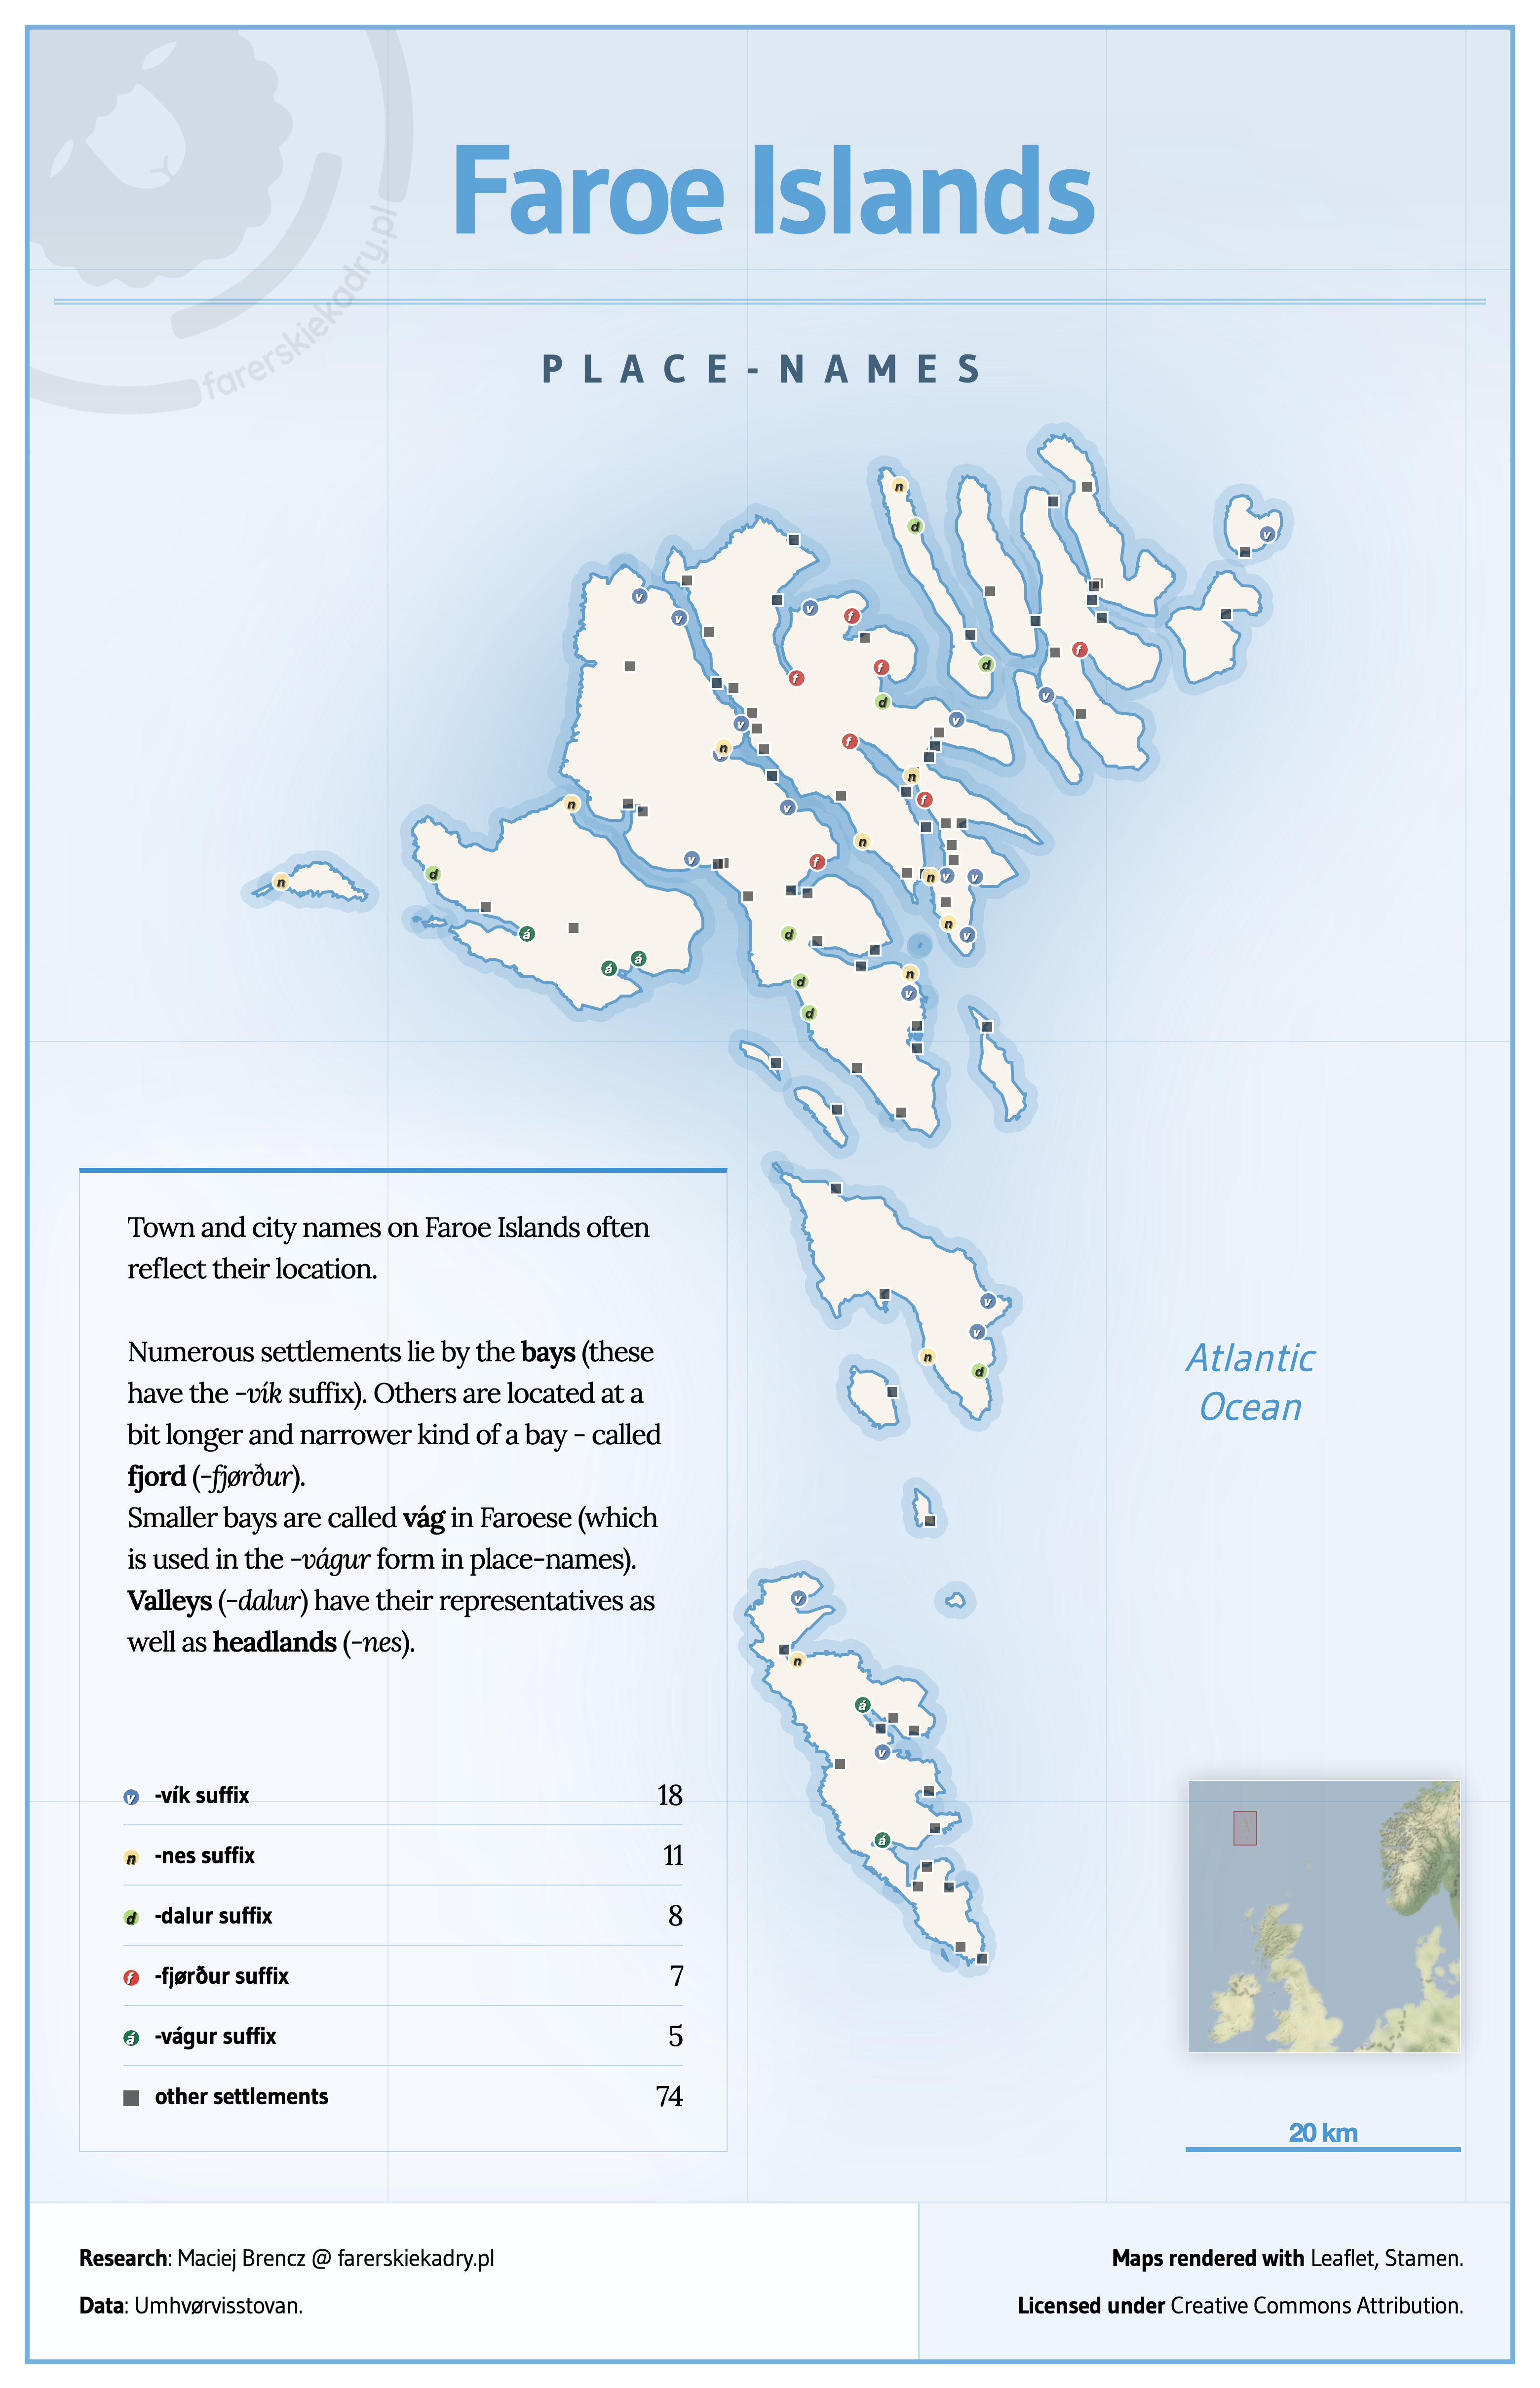 farerskiekadry.pl
Faroe Islands
PLACE-NAMES
Town and city names on Faroe Islands often
reflect their location.
Numerous settlements lie by the bays (these
have the -vík suffix). Others are located at a
bit longer and narrower kind of a bay - called
fjord (-fjørður).
Smaller bays are called vág in Faroese (which
is used in the -vágur form in place-names).
Valleys (-dalur) have their representatives as
well as headlands (-nes).
v -vík suffix 18
n -nes suffix 11
d -dalur suffix 8
f -fjørður suffix 7
á -vágur suffix 5
other settlements 74
Atlantic
Ocean
20 km
Research: Maciej Brencz @ farerskiekadry.pl
Data: Umhvørvisstovan.
Maps rendered with Leaflet, Stamen.
Licensed under Creative Commons Attribution.